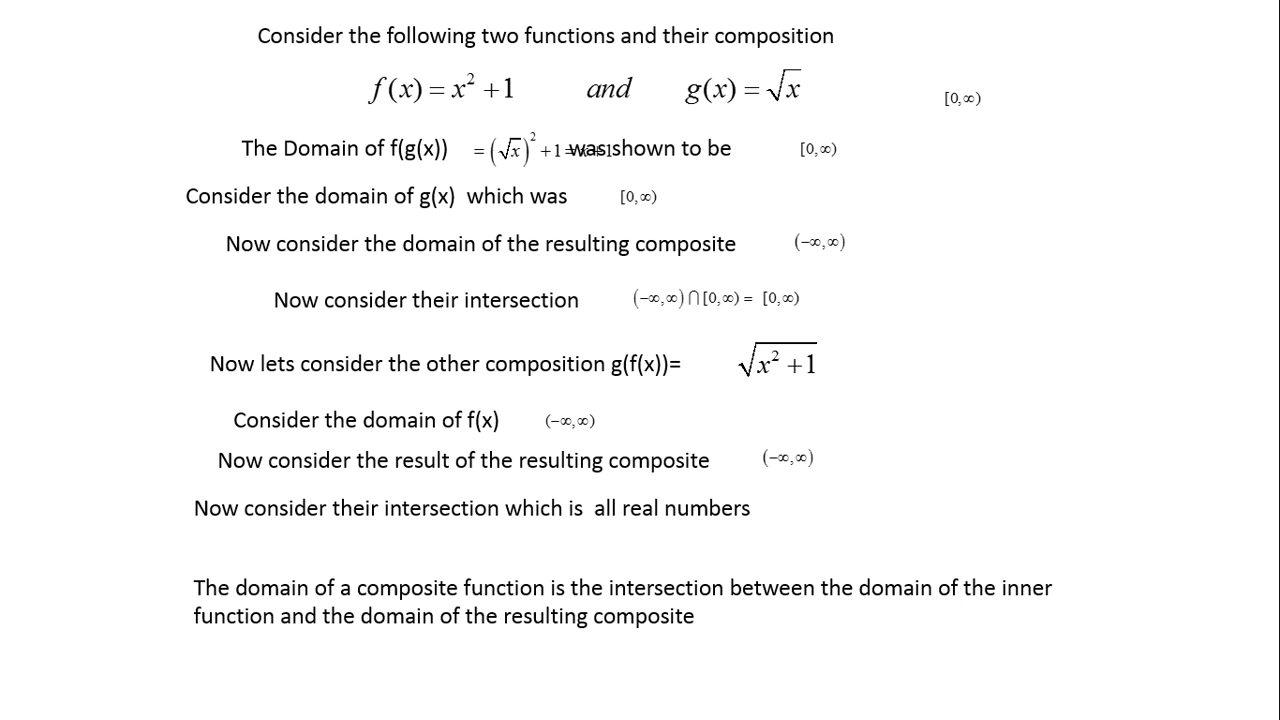 Consider the following two functions and their composition
f(x) = x² + 1 and g(x) = √x [0,∞)
The Domain of f(g(x)) = (√x)² + 1 = x + 1 was shown to be [0,∞)
Consider the domain of g(x) which was [0,∞)
Now consider the domain of the resulting composite (−∞,∞)
Now consider their intersection (−∞,∞)∩[0,∞) = [0,∞)
Now lets consider the other composition g(f(x))= √(x² + 1)
Consider the domain of f(x) (−∞,∞)
Now consider the result of the resulting composite (−∞,∞)
Now consider their intersection which is all real numbers
The domain of a composite function is the intersection between the domain of the inner
function and the domain of the resulting composite